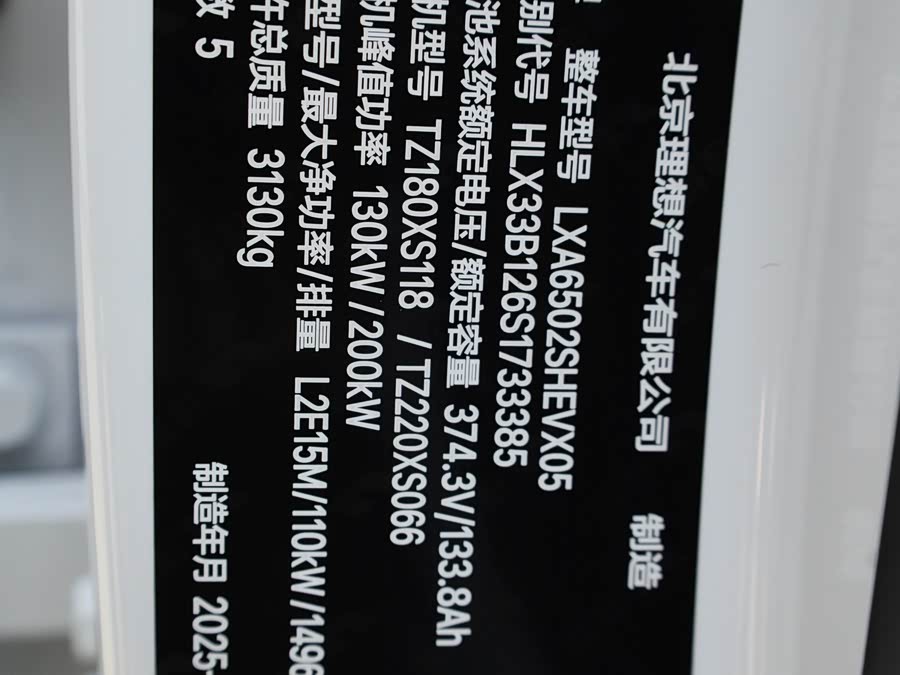 北京理想汽车有限公司 制造
整车型号 LXA6502SHEVX05
别代号 HLX33B126S1733385
池系统额定电压/额定容量 374.3V/133.8Ah
机型号 TZ180XS118 / TZ220XS066
机峰值功率 130kW/200kW
型号/最大净功率/排量 L2E15M/110kW/1496
总质量 3130kg
数 5 制造年月 2025-